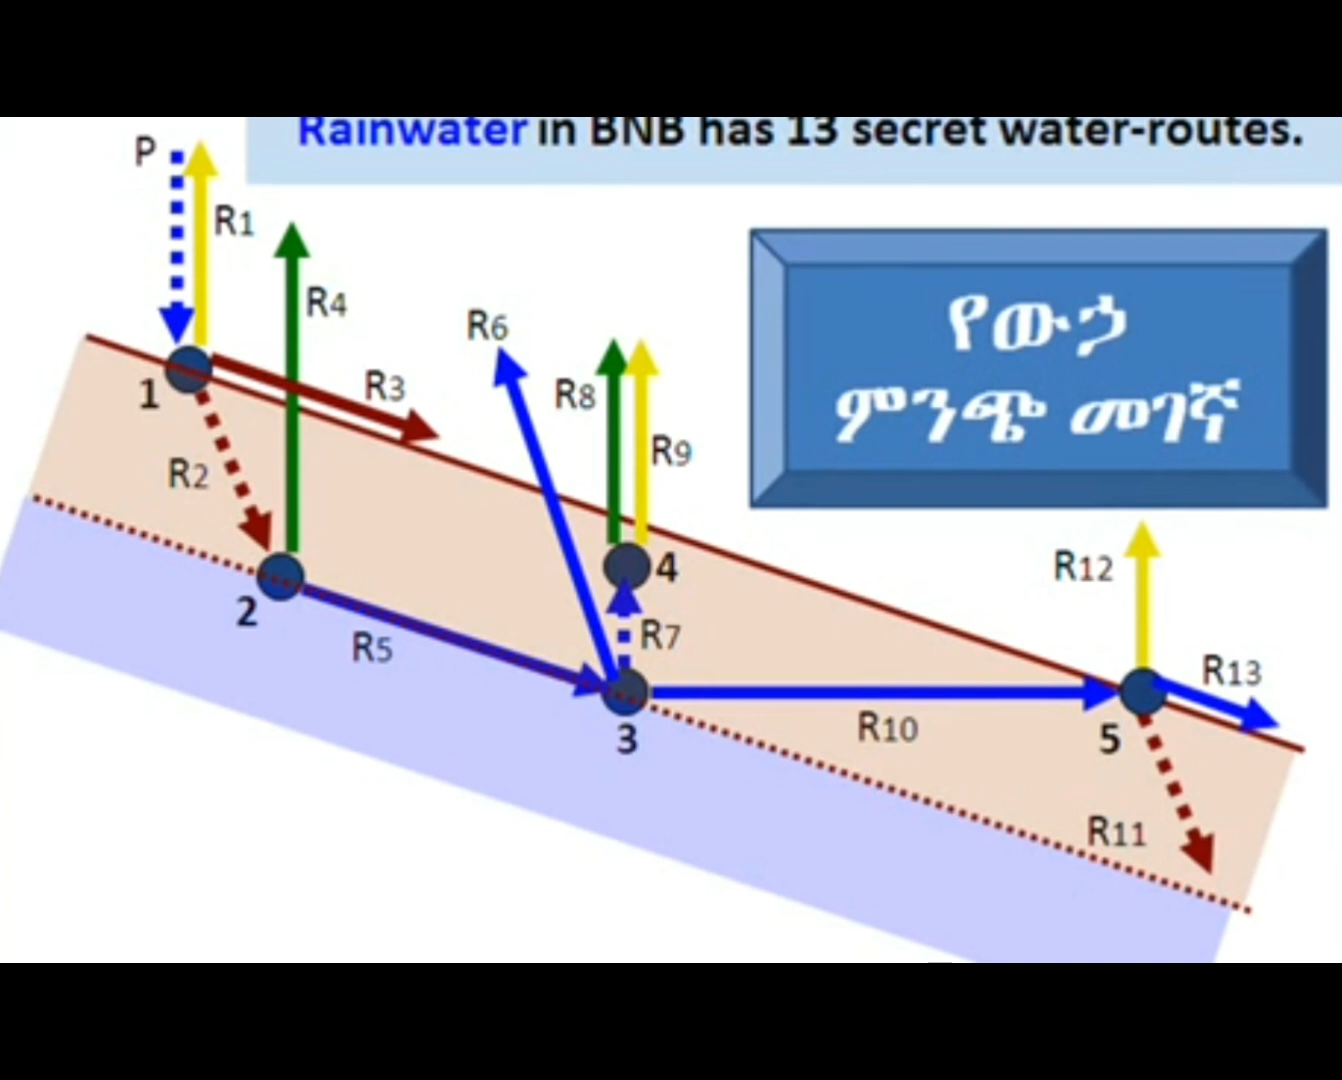 Rainwater in BNB has 13 secret water-routes.
P
R1
R4
R6
R3
R8
R9
1
R2
የውኃ
ምንጭ መገኛ
R12
4
2
R5
R7
R13
3
R10
5
R11